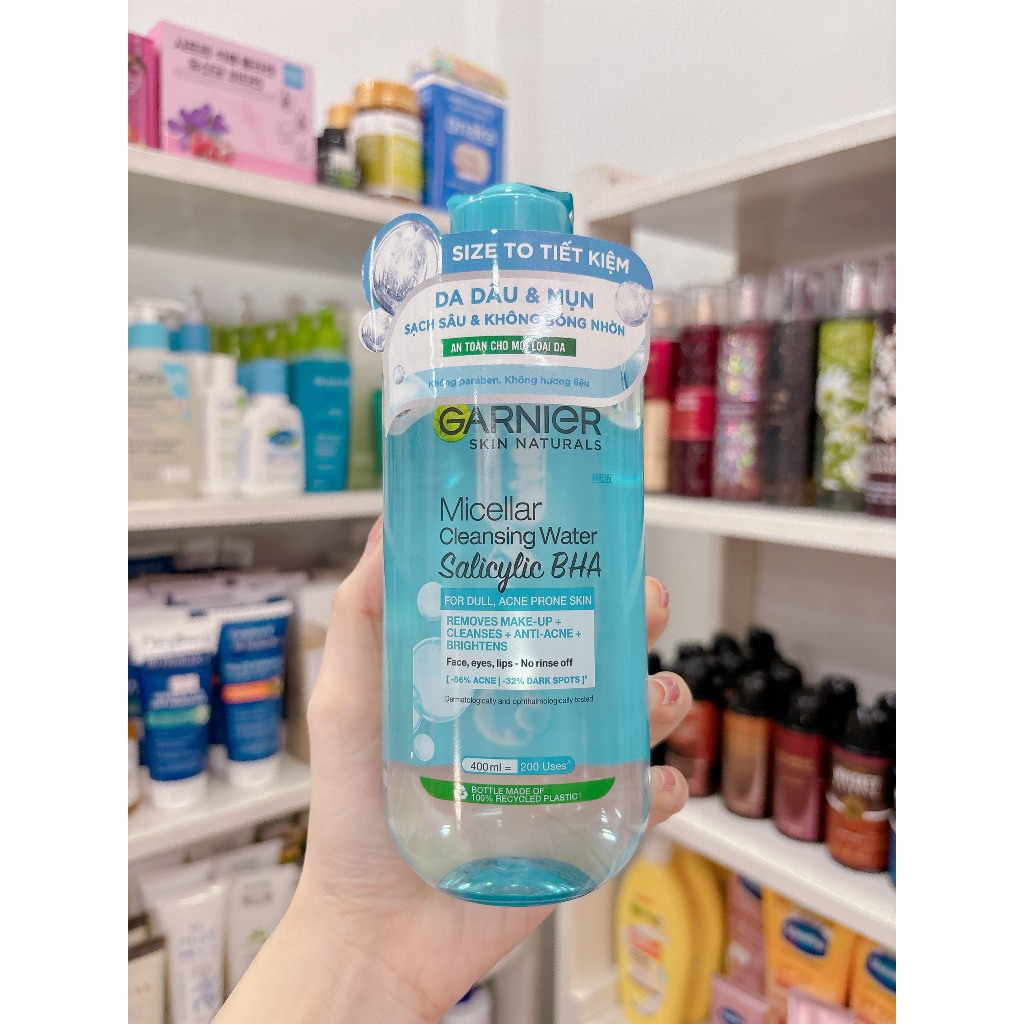 SIZE TO TIẾT KIỆM
DA DẦU & MỤN
SẠCH SÂU & KHÔNG BÓNG NHỜN
AN TOÀN CHO MỌI LOẠI DA
Không paraben. Không hương liệu
GARNIER
SKIN NATURALS
NEW
Micellar
Cleansing Water
Salicylic BHA
FOR DULL, ACNE PRONE SKIN
REMOVES MAKE-UP +
CLEANSES + ANTI-ACNE +
BRIGHTENS
Face, eyes, lips - No rinse off
[ -56% ACNE | -32% DARK SPOTS ]†
Dermatologically and ophthalmologically tested
400ml = 200 Uses^
BOTTLE MADE OF
100% RECYCLED PLASTIC¹
Vaseline